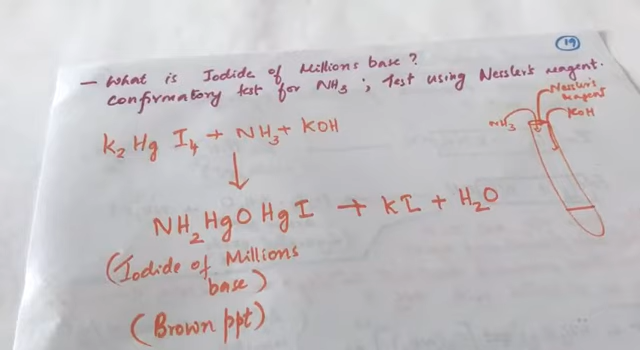 19
— What is Iodide of Millions base?
confirmatory test for NH₃; Test using Nessler's reagent.
K₂ Hg I₄ + NH₃ + KOH
↓
NH₂ HgO HgI + KI + H₂O
(Iodide of Millions
base)
(Brown ppt)
Nessler's
reagent
NH₃
KOH